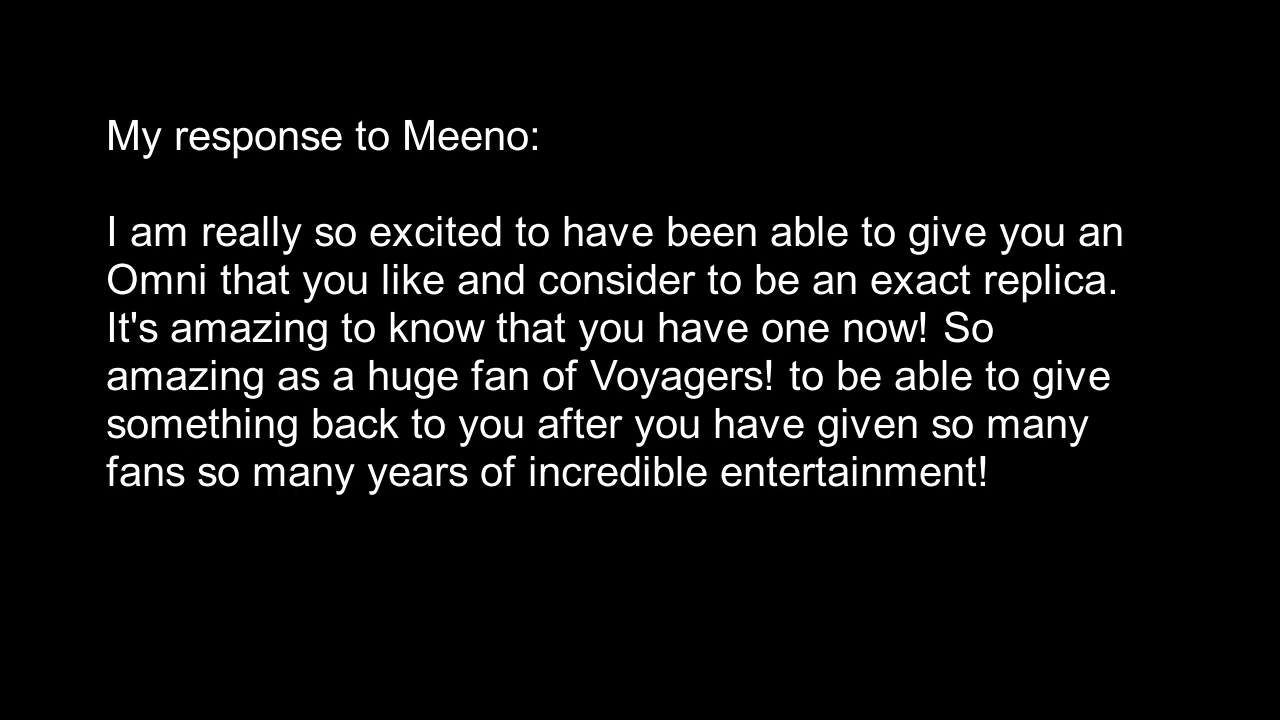 My response to Meeno:
I am really so excited to have been able to give you an
Omni that you like and consider to be an exact replica.
It's amazing to know that you have one now! So
amazing as a huge fan of Voyagers! to be able to give
something back to you after you have given so many
fans so many years of incredible entertainment!